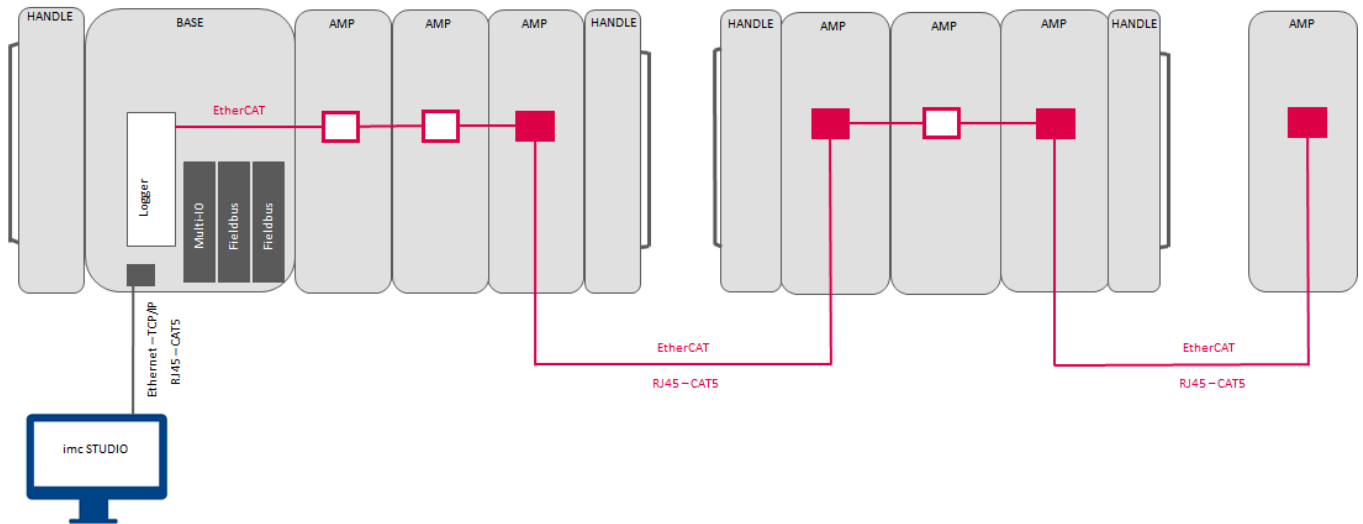 HANDLE
BASE
AMP
AMP
AMP
HANDLE
HANDLE
AMP
AMP
AMP
HANDLE
AMP
EtherCAT
Logger
Multi-IO
Fieldbus
Fieldbus
Ethernet – TCP/IP
RJ45 – CAT5
EtherCAT
RJ45 – CAT5
EtherCAT
RJ45 – CAT5
imc STUDIO